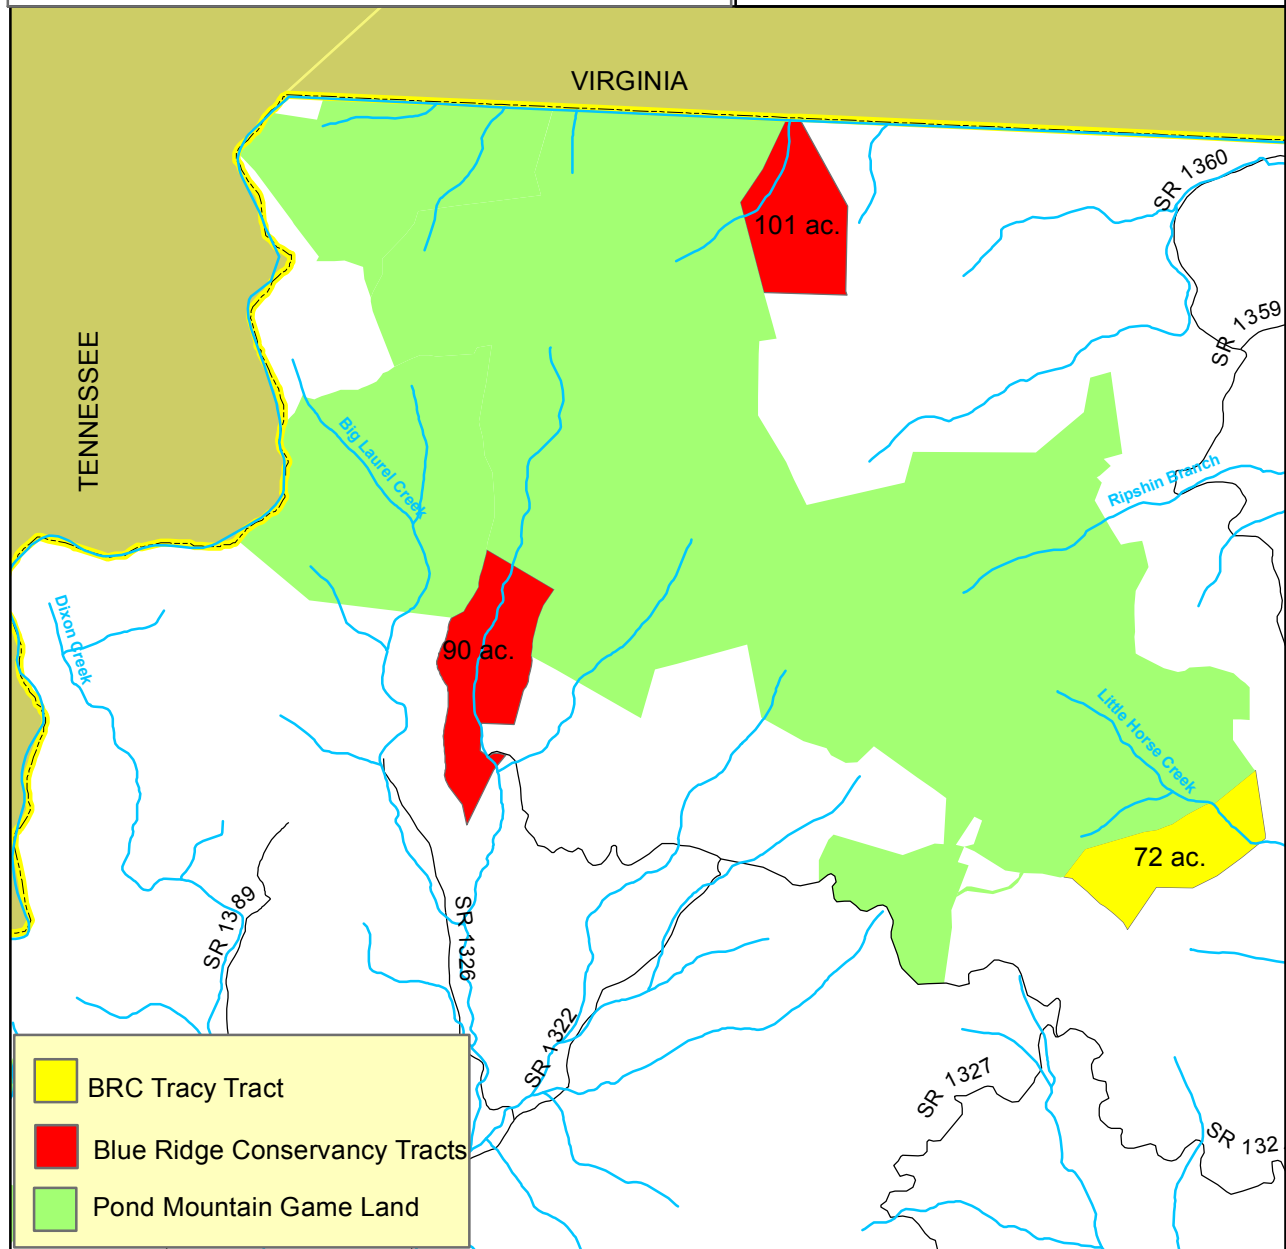 VIRGINIA
SR 1360
101 ac.
SR 1359
TENNESSEE
Big Laurel Creek
Ripshin Branch
Dixon Creek
90 ac.
Little Horse Creek
72 ac.
SR 1389
SR 1326
SR 1322
SR 1327
SR 132
BRC Tracy Tract
Blue Ridge Conservancy Tracts
Pond Mountain Game Land